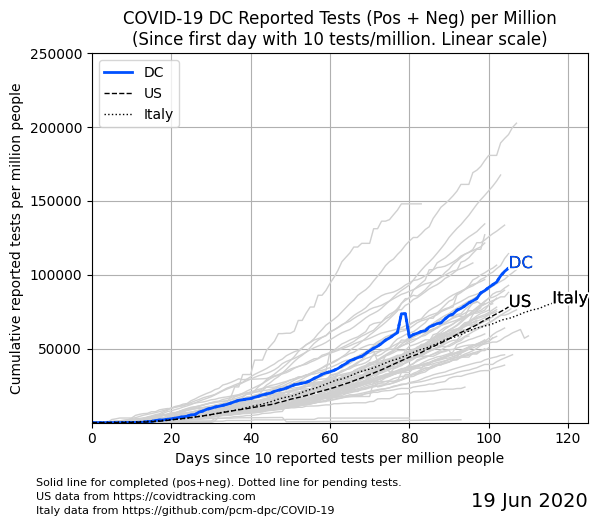 COVID-19 DC Reported Tests (Pos + Neg) per Million
(Since first day with 10 tests/million. Linear scale)
250000
200000
150000
100000
50000
Cumulative reported tests per million people
DC
US
Italy
DC
US
Italy
0
20
40
60
80
100
120
Days since 10 reported tests per million people
Solid line for completed (pos+neg). Dotted line for pending tests.
US data from https://covidtracking.com
Italy data from https://github.com/pcm-dpc/COVID-19
19 Jun 2020